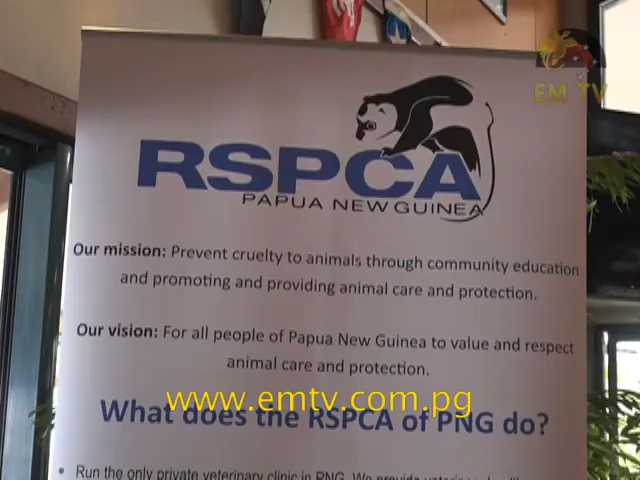 EM TV
RSPCA
PAPUA NEW GUINEA
Our mission: Prevent cruelty to animals through community education
and promoting and providing animal care and protection.
Our vision: For all people of Papua New Guinea to value and respect
animal care and protection.
www.emtv.com.pg
What does the RSPCA of PNG do?
• Run the only private veterinary clinic in PNG. We provide